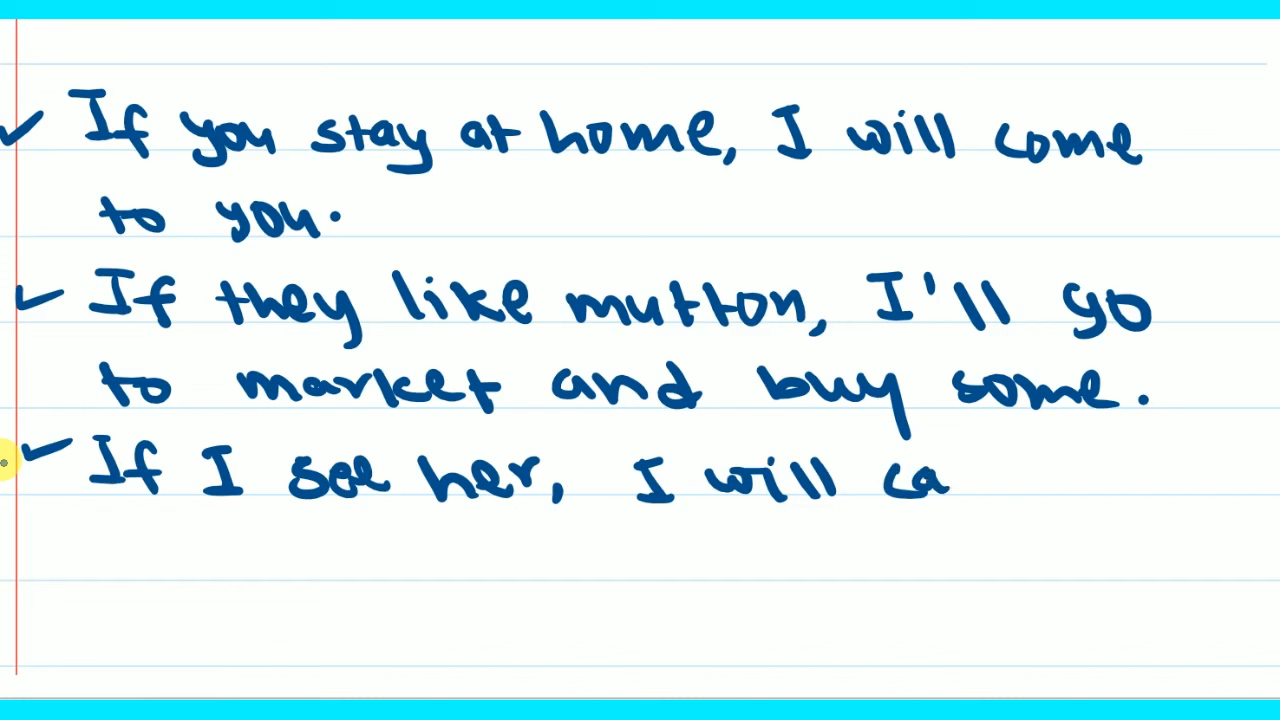 If you stay at home, I will come
to you.
If they like mutton, I'll go
to market and buy some.
If I see her, I will ca